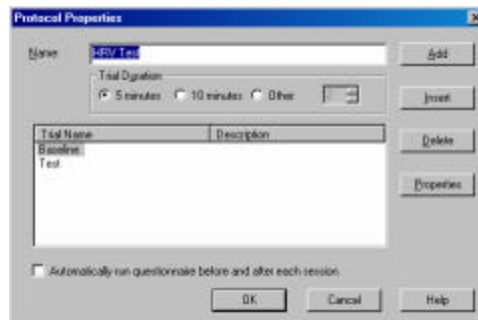 Protocol Properties
Name: HRV Test
Add
Trial Duration
5 minutes 10 minutes Other
Insert
Trial Name Description
Delete
Baseline
Test
Properties
Automatically run questionnaire before and after each session
OK Cancel Help